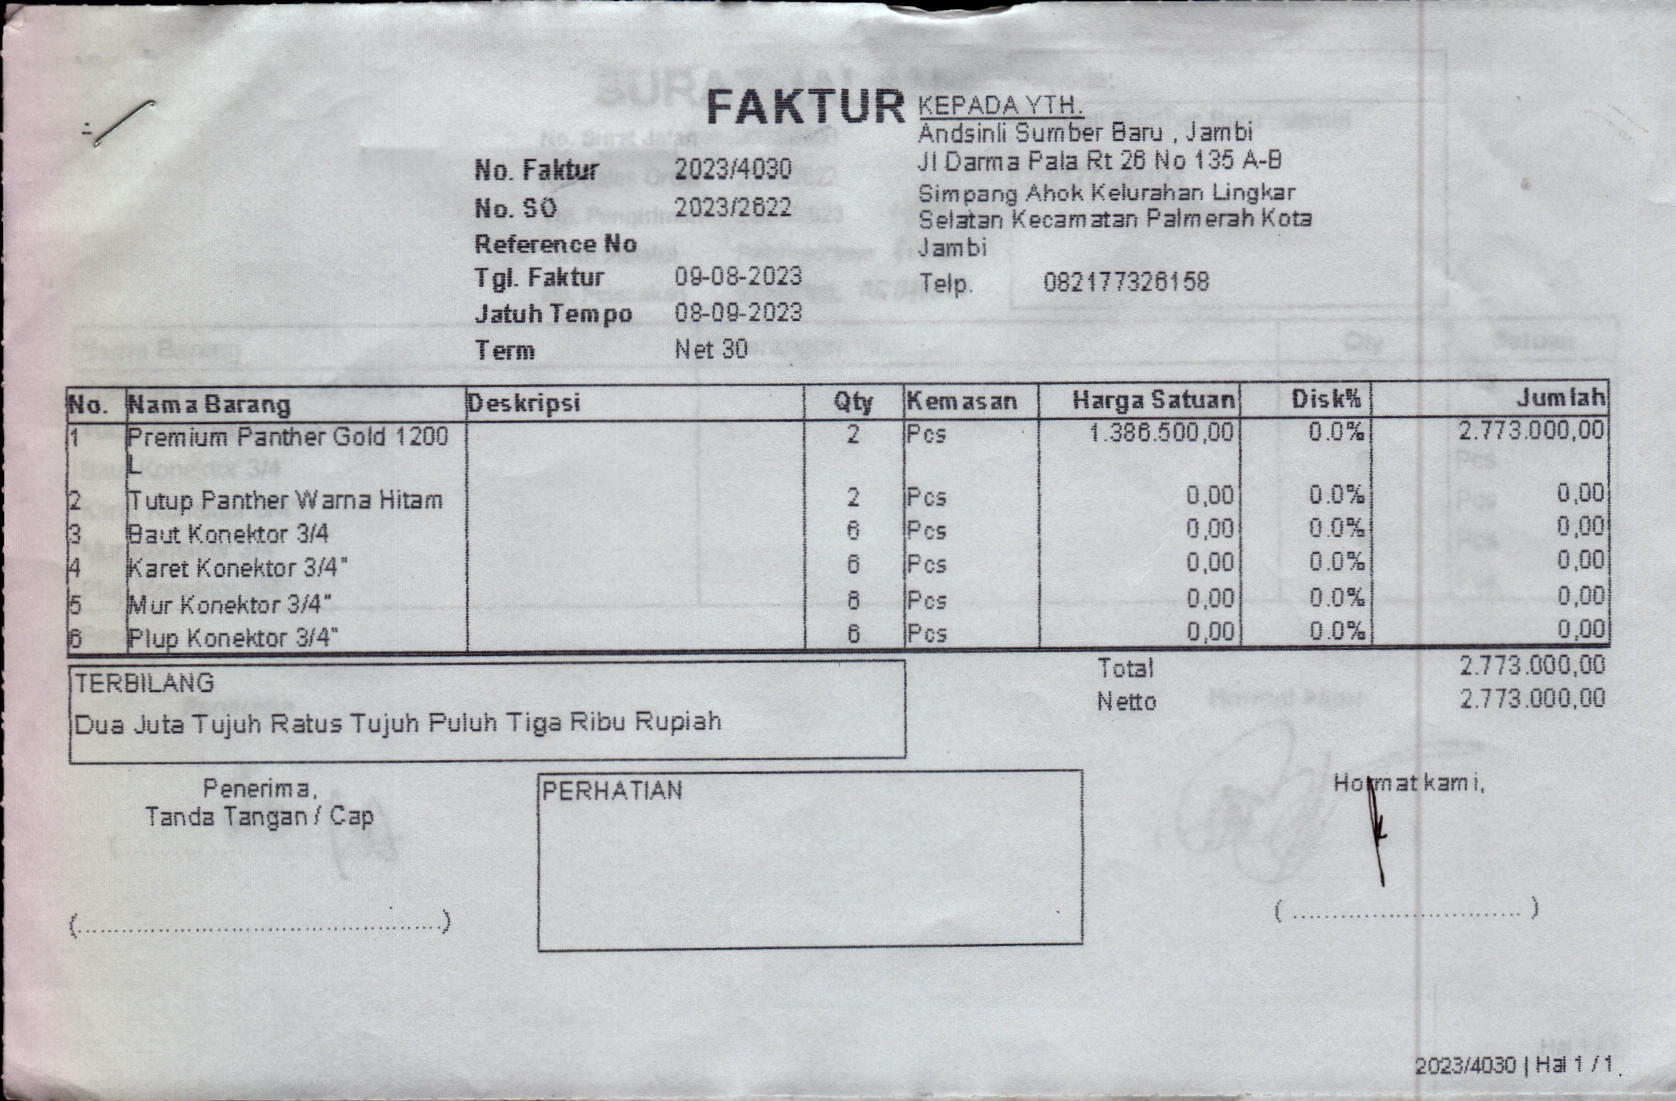 FAKTUR
KEPADA YTH.
Andsinli Sumber Baru , Jambi
Jl Darma Pala Rt 26 No 135 A-B
Simpang Ahok Kelurahan Lingkar
Selatan Kecamatan Palmerah Kota
Jambi
Telp. 082177326158
No. Faktur 2023/4030
No. SO 2023/2622
Reference No
Tgl. Faktur 09-08-2023
Jatuh Tempo 08-09-2023
Term Net 30
No. Nama Barang Deskripsi Qty Kemasan Harga Satuan Disk% Jumlah
1 Premium Panther Gold 1200 2 Pcs 1.386.500,00 0.0% 2.773.000,00
L
2 Tutup Panther Warna Hitam 2 Pcs 0,00 0.0% 0,00
3 Baut Konektor 3/4 6 Pcs 0,00 0.0% 0,00
4 Karet Konektor 3/4" 6 Pcs 0,00 0.0% 0,00
5 Mur Konektor 3/4" 6 Pcs 0,00 0.0% 0,00
6 Plup Konektor 3/4" 6 Pcs 0,00 0.0% 0,00
Total 2.773.000,00
Netto 2.773.000,00
TERBILANG
Dua Juta Tujuh Ratus Tujuh Puluh Tiga Ribu Rupiah
Penerima,
Tanda Tangan / Cap
(................................................)
PERHATIAN
Hormat kami,
( .............................. )
2023/4030 | Hal 1 / 1